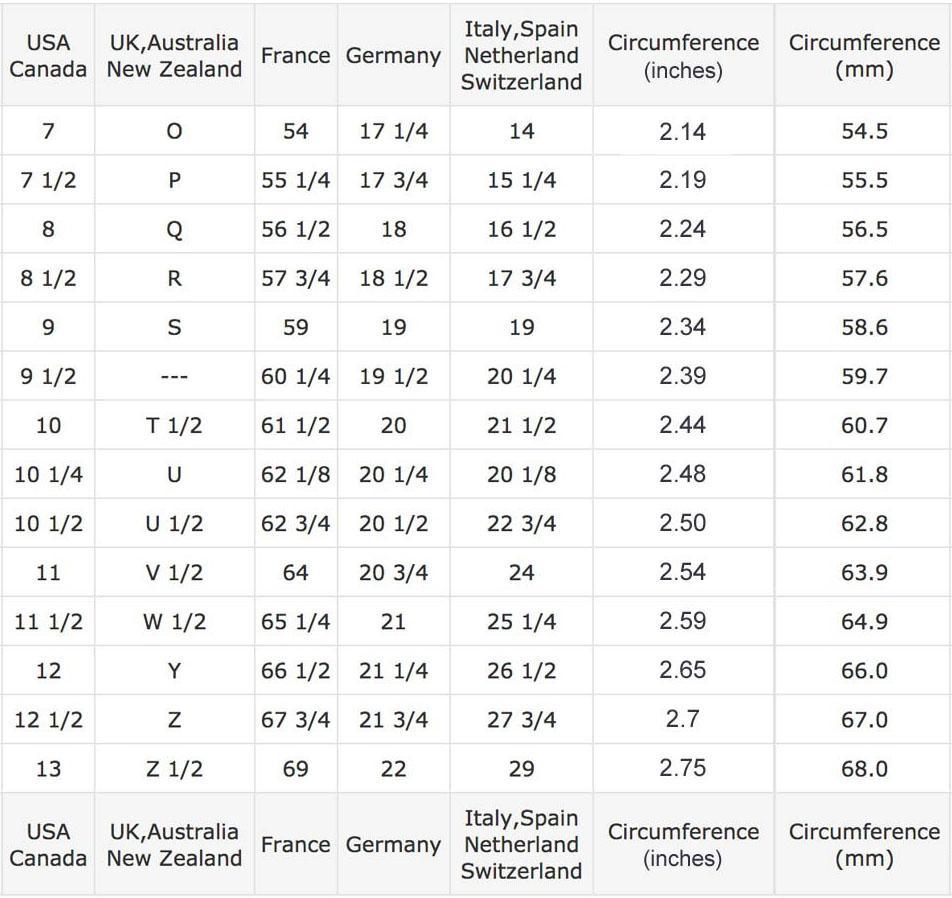 USA Canada | UK,Australia New Zealand | France | Germany | Italy,Spain Netherland Switzerland | Circumference (inches) | Circumference (mm)
7 | O | 54 | 17 1/4 | 14 | 2.14 | 54.5
7 1/2 | P | 55 1/4 | 17 3/4 | 15 1/4 | 2.19 | 55.5
8 | Q | 56 1/2 | 18 | 16 1/2 | 2.24 | 56.5
8 1/2 | R | 57 3/4 | 18 1/2 | 17 3/4 | 2.29 | 57.6
9 | S | 59 | 19 | 19 | 2.34 | 58.6
9 1/2 | --- | 60 1/4 | 19 1/2 | 20 1/4 | 2.39 | 59.7
10 | T 1/2 | 61 1/2 | 20 | 21 1/2 | 2.44 | 60.7
10 1/4 | U | 62 1/8 | 20 1/4 | 20 1/8 | 2.48 | 61.8
10 1/2 | U 1/2 | 62 3/4 | 20 1/2 | 22 3/4 | 2.50 | 62.8
11 | V 1/2 | 64 | 20 3/4 | 24 | 2.54 | 63.9
11 1/2 | W 1/2 | 65 1/4 | 21 | 25 1/4 | 2.59 | 64.9
12 | Y | 66 1/2 | 21 1/4 | 26 1/2 | 2.65 | 66.0
12 1/2 | Z | 67 3/4 | 21 3/4 | 27 3/4 | 2.7 | 67.0
13 | Z 1/2 | 69 | 22 | 29 | 2.75 | 68.0
USA Canada | UK,Australia New Zealand | France | Germany | Italy,Spain Netherland Switzerland | Circumference (inches) | Circumference (mm)